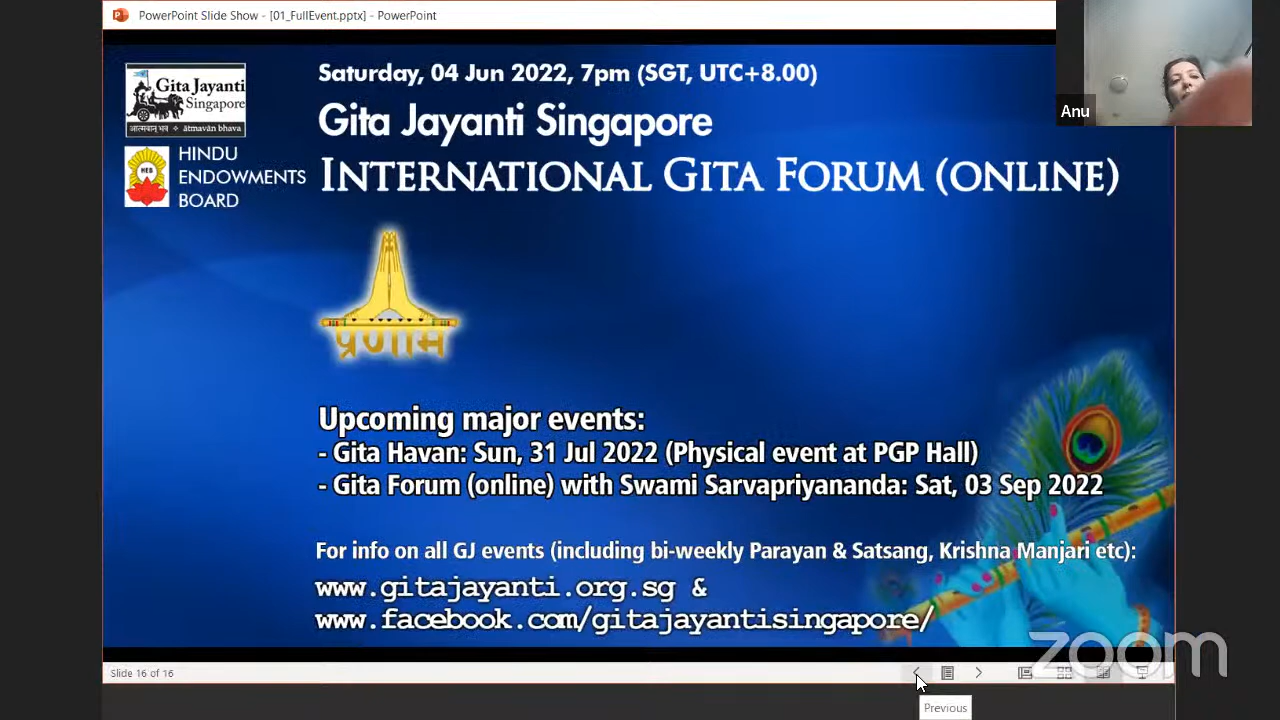 PowerPoint Slide Show - [01_FullEvent.pptx] - PowerPoint
Anu
Gita Jayanti
Singapore
आत्मवान् भव ❖ ātmavān bhava
HEB
HINDU
ENDOWMENTS
BOARD
Saturday, 04 Jun 2022, 7pm (SGT, UTC+8.00)
Gita Jayanti Singapore
INTERNATIONAL GITA FORUM (ONLINE)
प्रणाम
Upcoming major events:
- Gita Havan: Sun, 31 Jul 2022 (Physical event at PGP Hall)
- Gita Forum (online) with Swami Sarvapriyananda: Sat, 03 Sep 2022
For info on all GJ events (including bi-weekly Parayan & Satsang, Krishna Manjari etc):
www.gitajayanti.org.sg &
www.facebook.com/gitajayantisingapore/
zoom
Slide 16 of 16
Previous